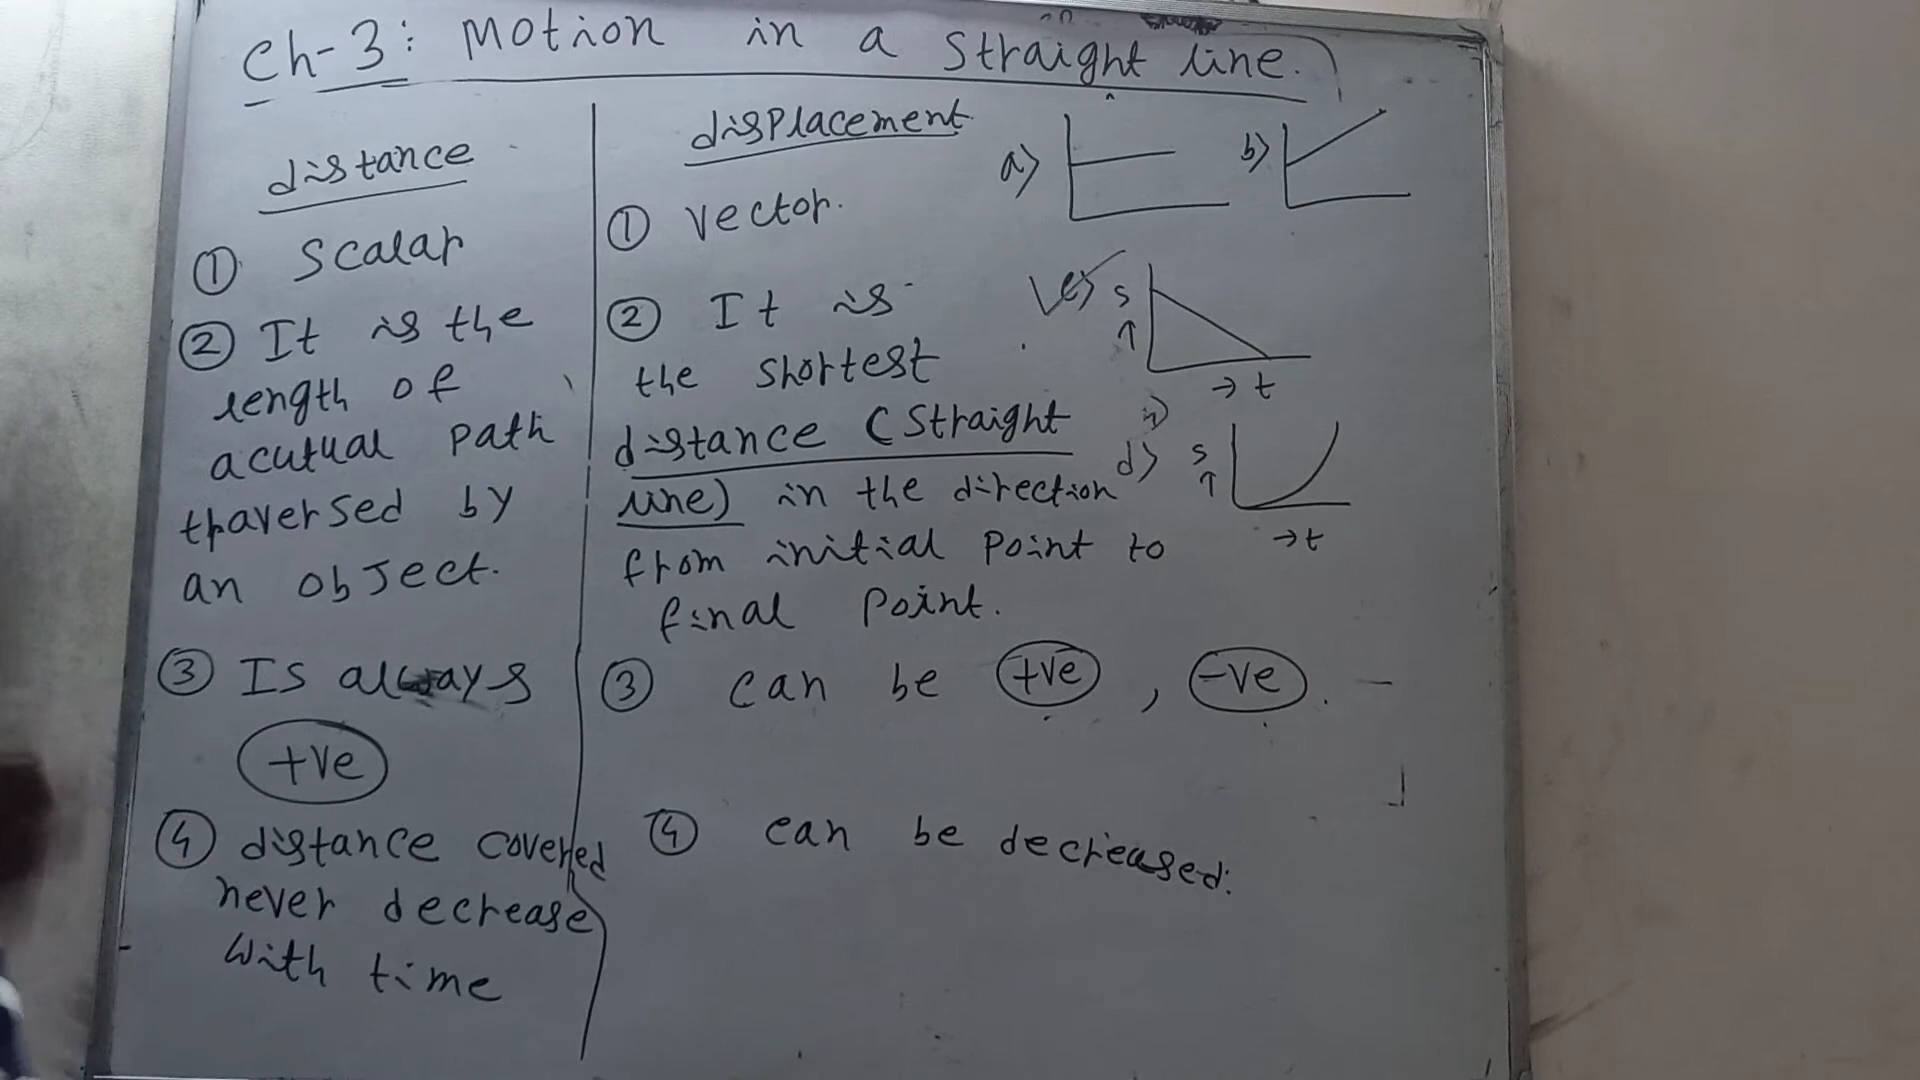 Ch-3: Motion in a straight line.
distance
① Scalar
② It is the
length of
acutual path
traversed by
an object.
③ Is always
+ve
④ distance covered
never decrease
with time
displacement
① vector.
② It is
the shortest
distance (straight
line) in the direction
from initial point to
final point.
③ can be +ve, -ve.
④ can be decreased.
a)
b)
c) s
↑
→ t
d) s
↑
→ t